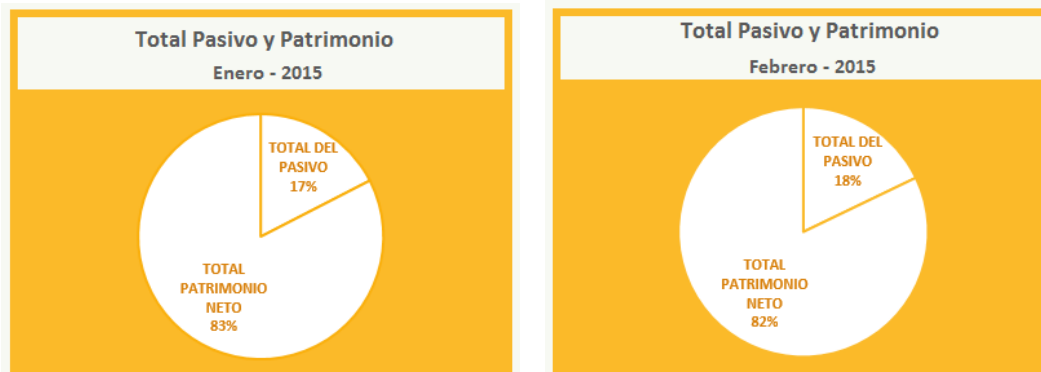 Total Pasivo y Patrimonio
Enero - 2015
TOTAL DEL
PASIVO
17%
TOTAL
PATRIMONIO
NETO
83%
Total Pasivo y Patrimonio
Febrero - 2015
TOTAL DEL
PASIVO
18%
TOTAL
PATRIMONIO
NETO
82%